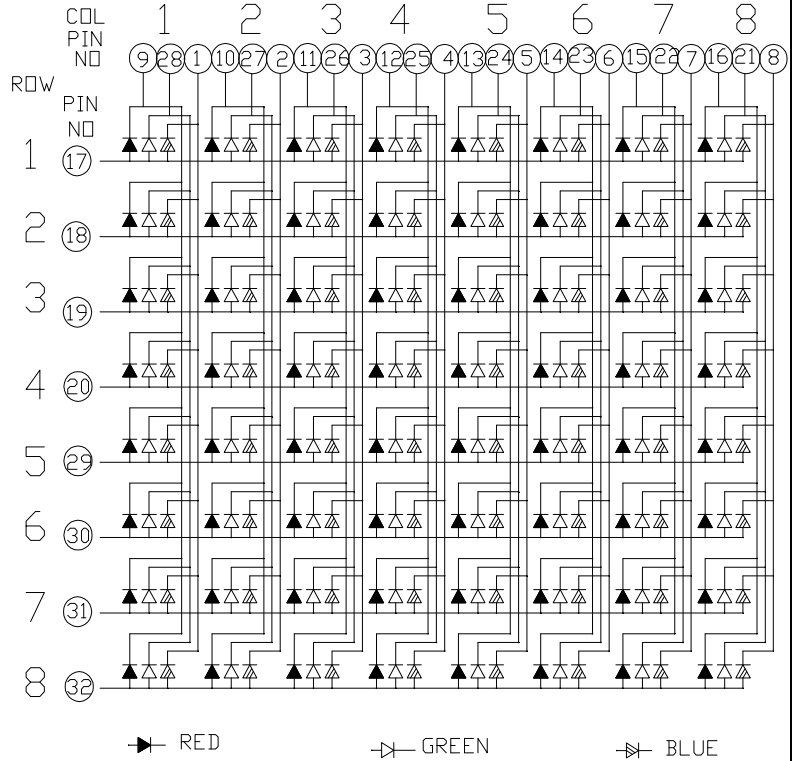 COL 1 2 3 4 5 6 7 8
PIN
NO 9 28 1 10 27 2 11 26 3 12 25 4 13 24 5 14 23 6 15 22 7 16 21 8
ROW
PIN
NO
1 17
2 18
3 19
4 20
5 29
6 30
7 31
8 32
RED GREEN BLUE